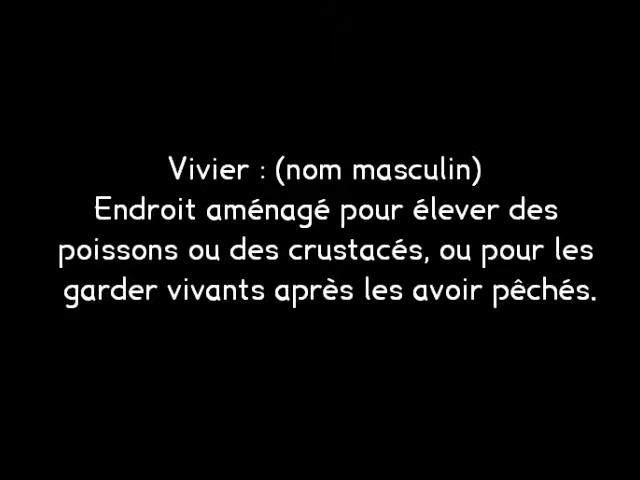 Vivier : (nom masculin)
Endroit aménagé pour élever des
poissons ou des crustacés, ou pour les
garder vivants après les avoir pêchés.